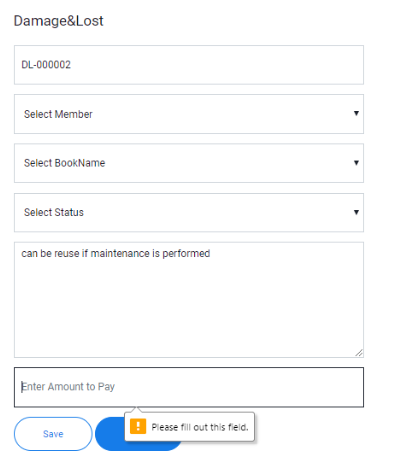 Damage&Lost
DL-000002
Select Member
Select BookName
Select Status
can be reuse if maintenance is performed
Enter Amount to Pay
Please fill out this field.
Save